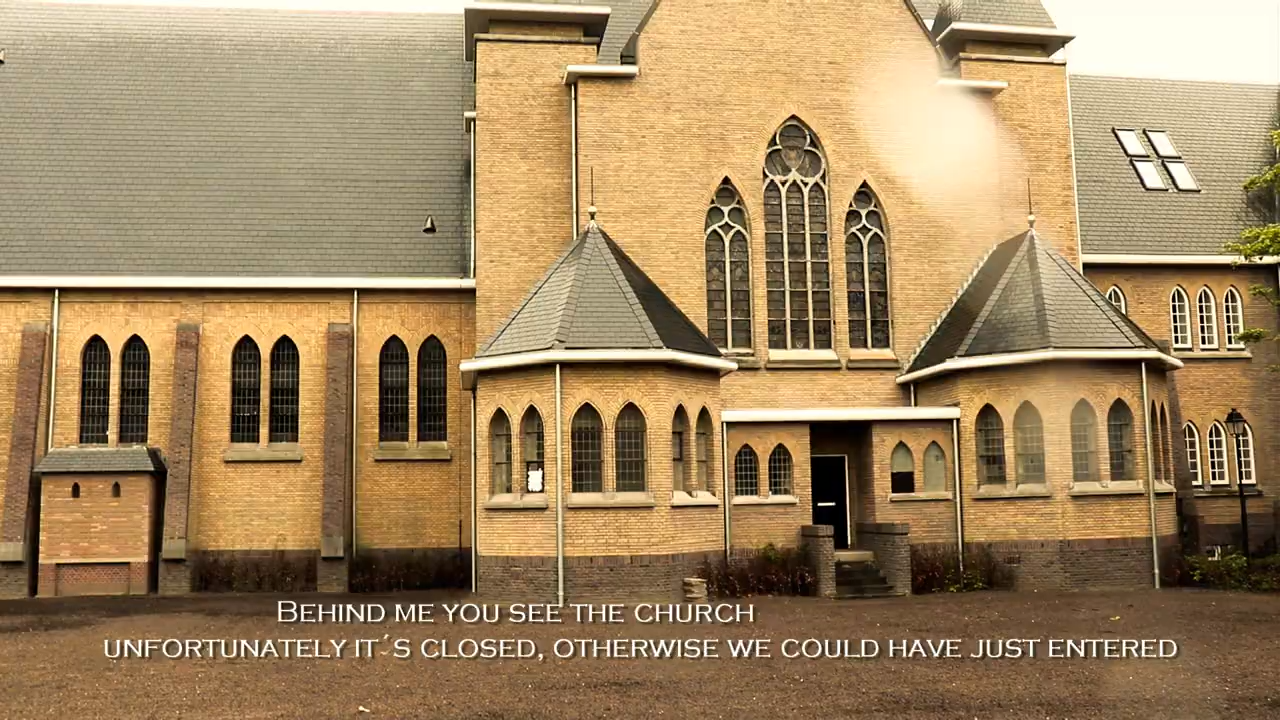 Behind me you see the church
unfortunately it´s closed, otherwise we could have just entered